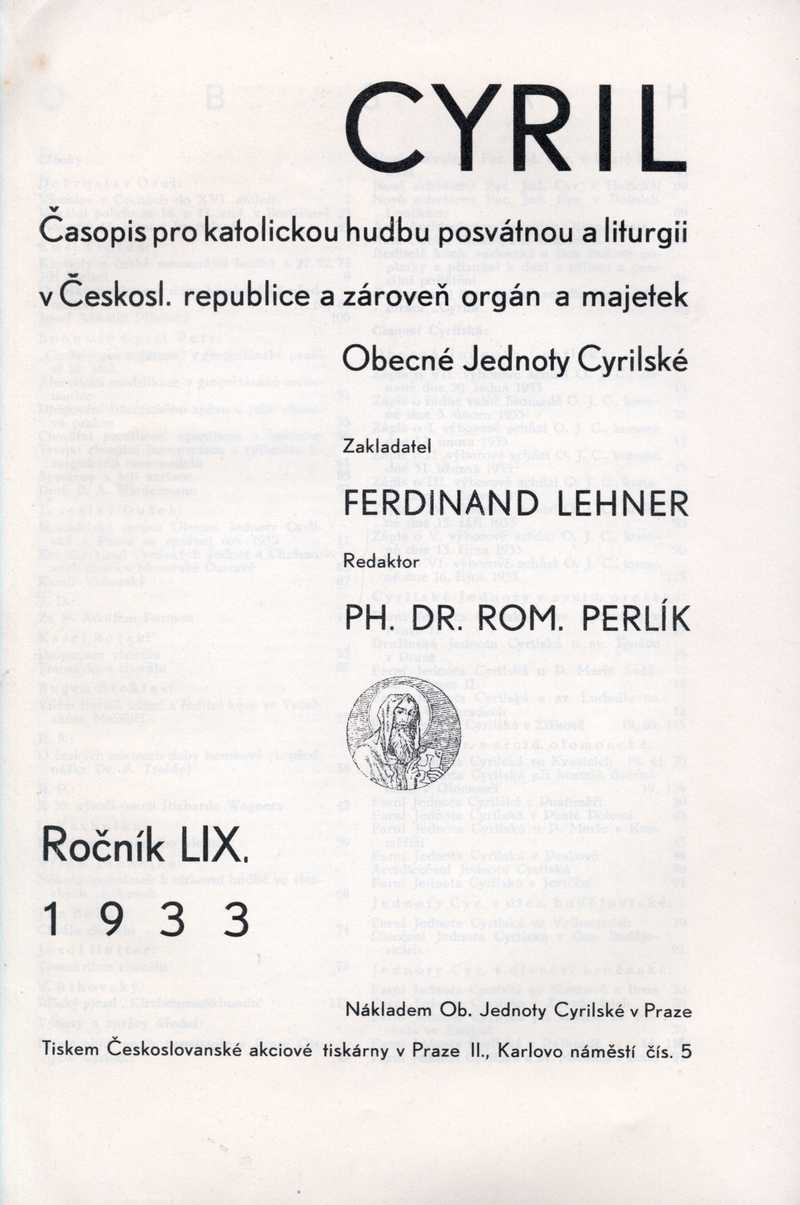 CYRIL
Časopis pro katolickou hudbu posvátnou a liturgii
v Českosl. republice a zároveň orgán a majetek
Obecné Jednoty Cyrilské
Zakladatel
FERDINAND LEHNER
Redaktor
PH. DR. ROM. PERLÍK
Ročník LIX.
1933
Nákladem Ob. Jednoty Cyrilské v Praze
Tiskem Českoslovanské akciové tiskárny v Praze II., Karlovo náměstí čís. 5